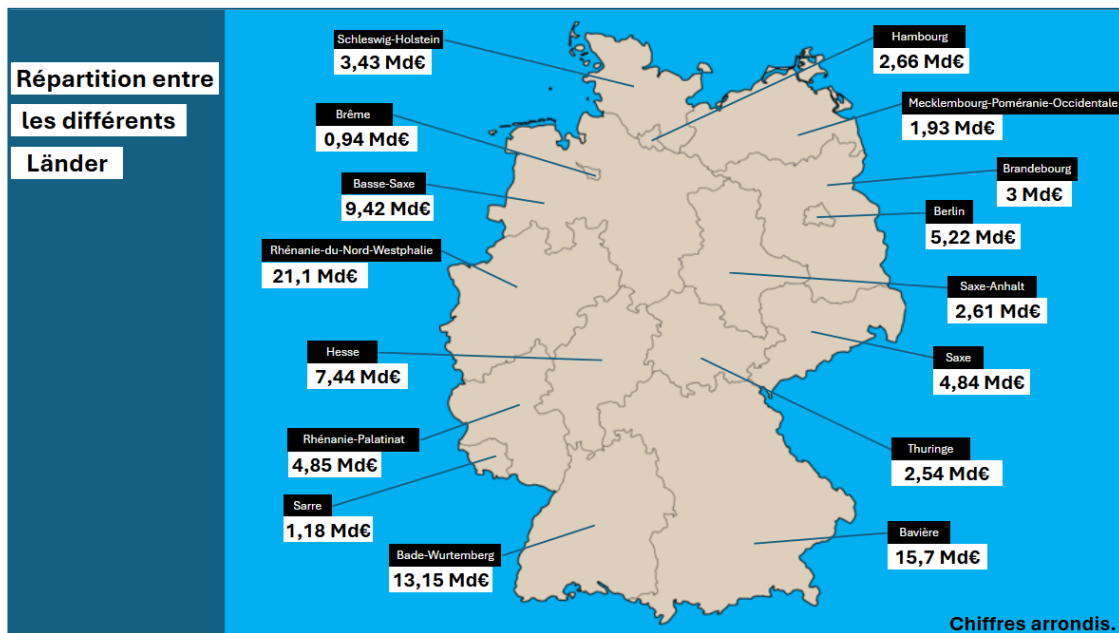 Répartition entre
les différents
Länder
Schleswig-Holstein
3,43 Md€
Hambourg
2,66 Md€
Brême
0,94 Md€
Mecklembourg-Poméranie-Occidentale
1,93 Md€
Basse-Saxe
9,42 Md€
Brandebourg
3 Md€
Berlin
5,22 Md€
Rhénanie-du-Nord-Westphalie
21,1 Md€
Saxe-Anhalt
2,61 Md€
Hesse
7,44 Md€
Saxe
4,84 Md€
Rhénanie-Palatinat
4,85 Md€
Thuringe
2,54 Md€
Sarre
1,18 Md€
Bavière
15,7 Md€
Bade-Wurtemberg
13,15 Md€
Chiffres arrondis.